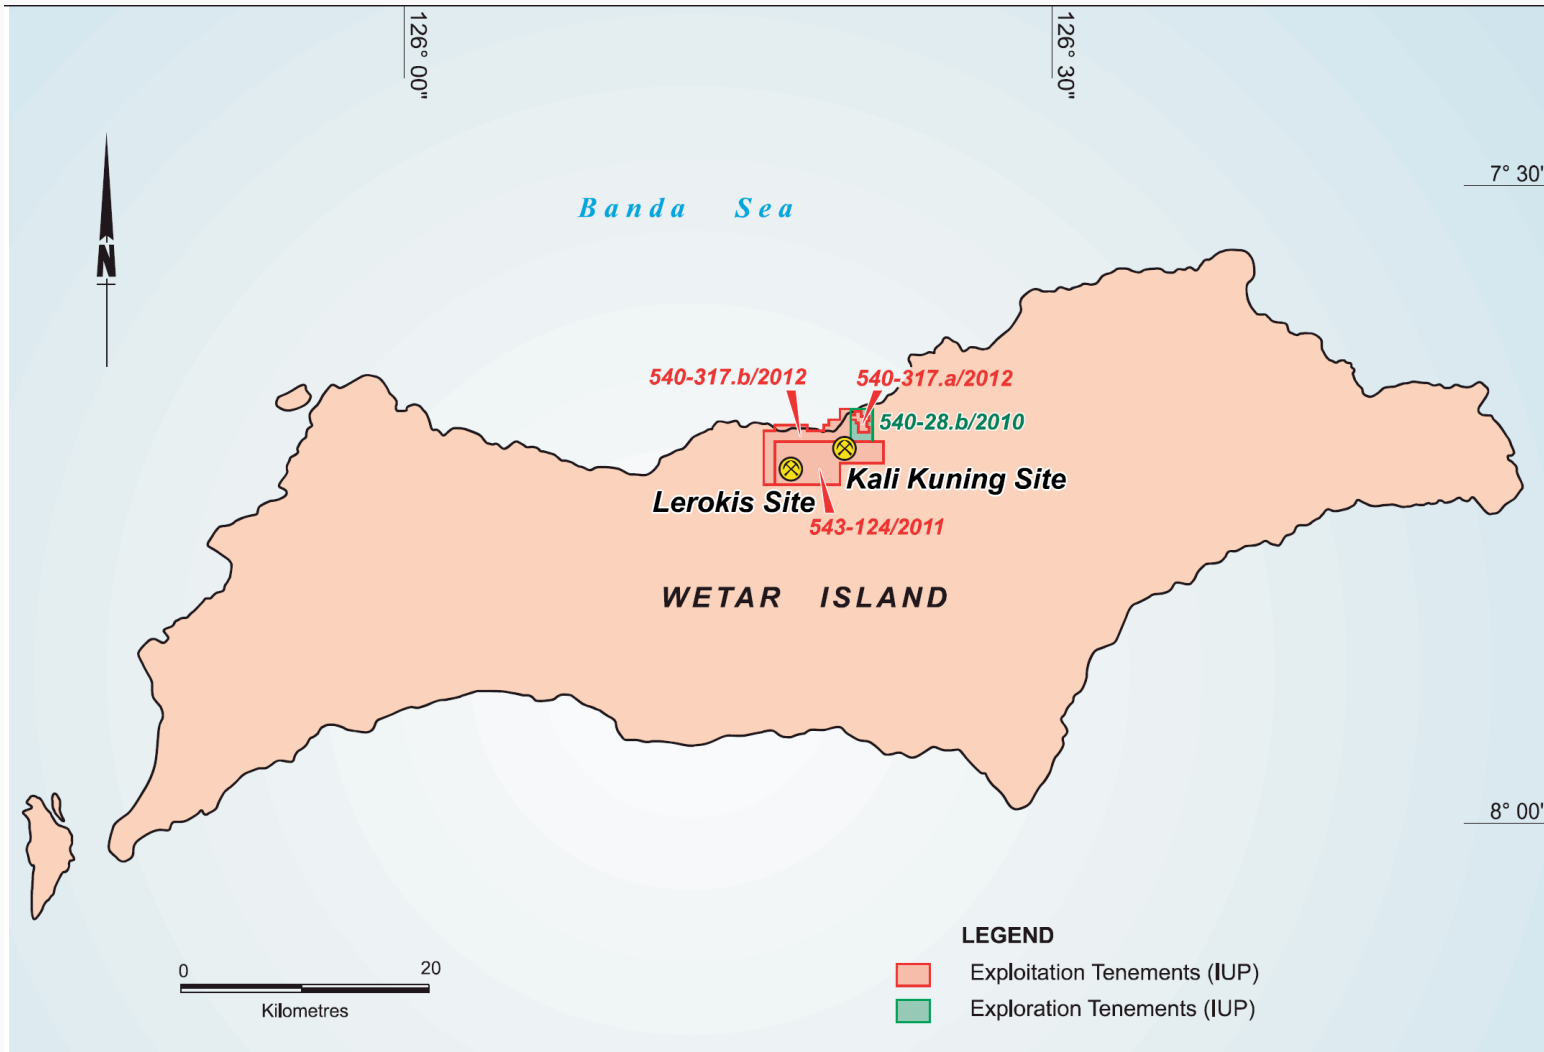 126° 00"
126° 30"
7° 30'
Banda Sea
N
540-317.b/2012
540-317.a/2012
540-28.b/2010
Kali Kuning Site
Lerokis Site
543-124/2011
WETAR ISLAND
8° 00'
LEGEND
0 20
Exploitation Tenements (IUP)
Kilometres
Exploration Tenements (IUP)